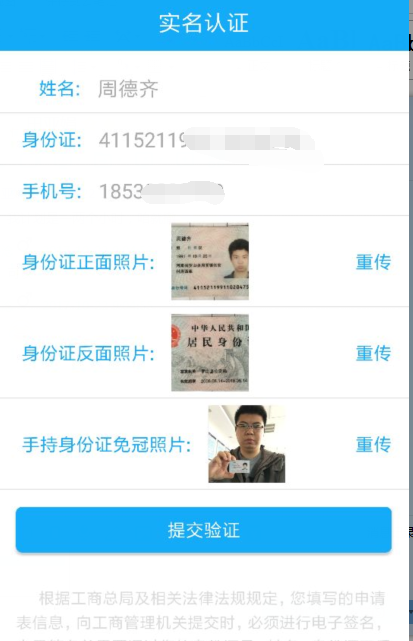 实名认证
姓名: 周德齐
身份证: 41152119
手机号: 1853
身份证正面照片: 重传
中华人民共和国
居民身份
身份证反面照片: 重传
手持身份证免冠照片: 重传
提交验证
根据工商总局及相关法律法规规定, 您填写的申请
表信息, 向工商管理机关提交时, 必须进行电子签名,